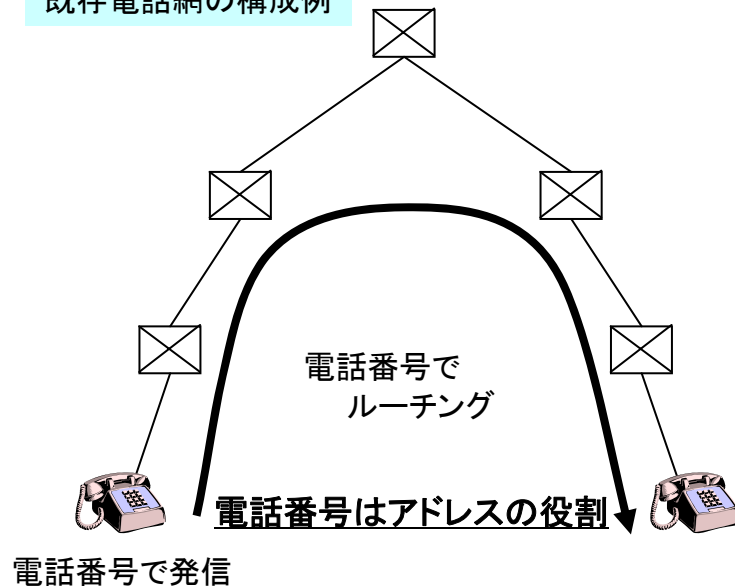 既存電話網の構成例
電話番号で
ルーチング
電話番号はアドレスの役割
電話番号で発信